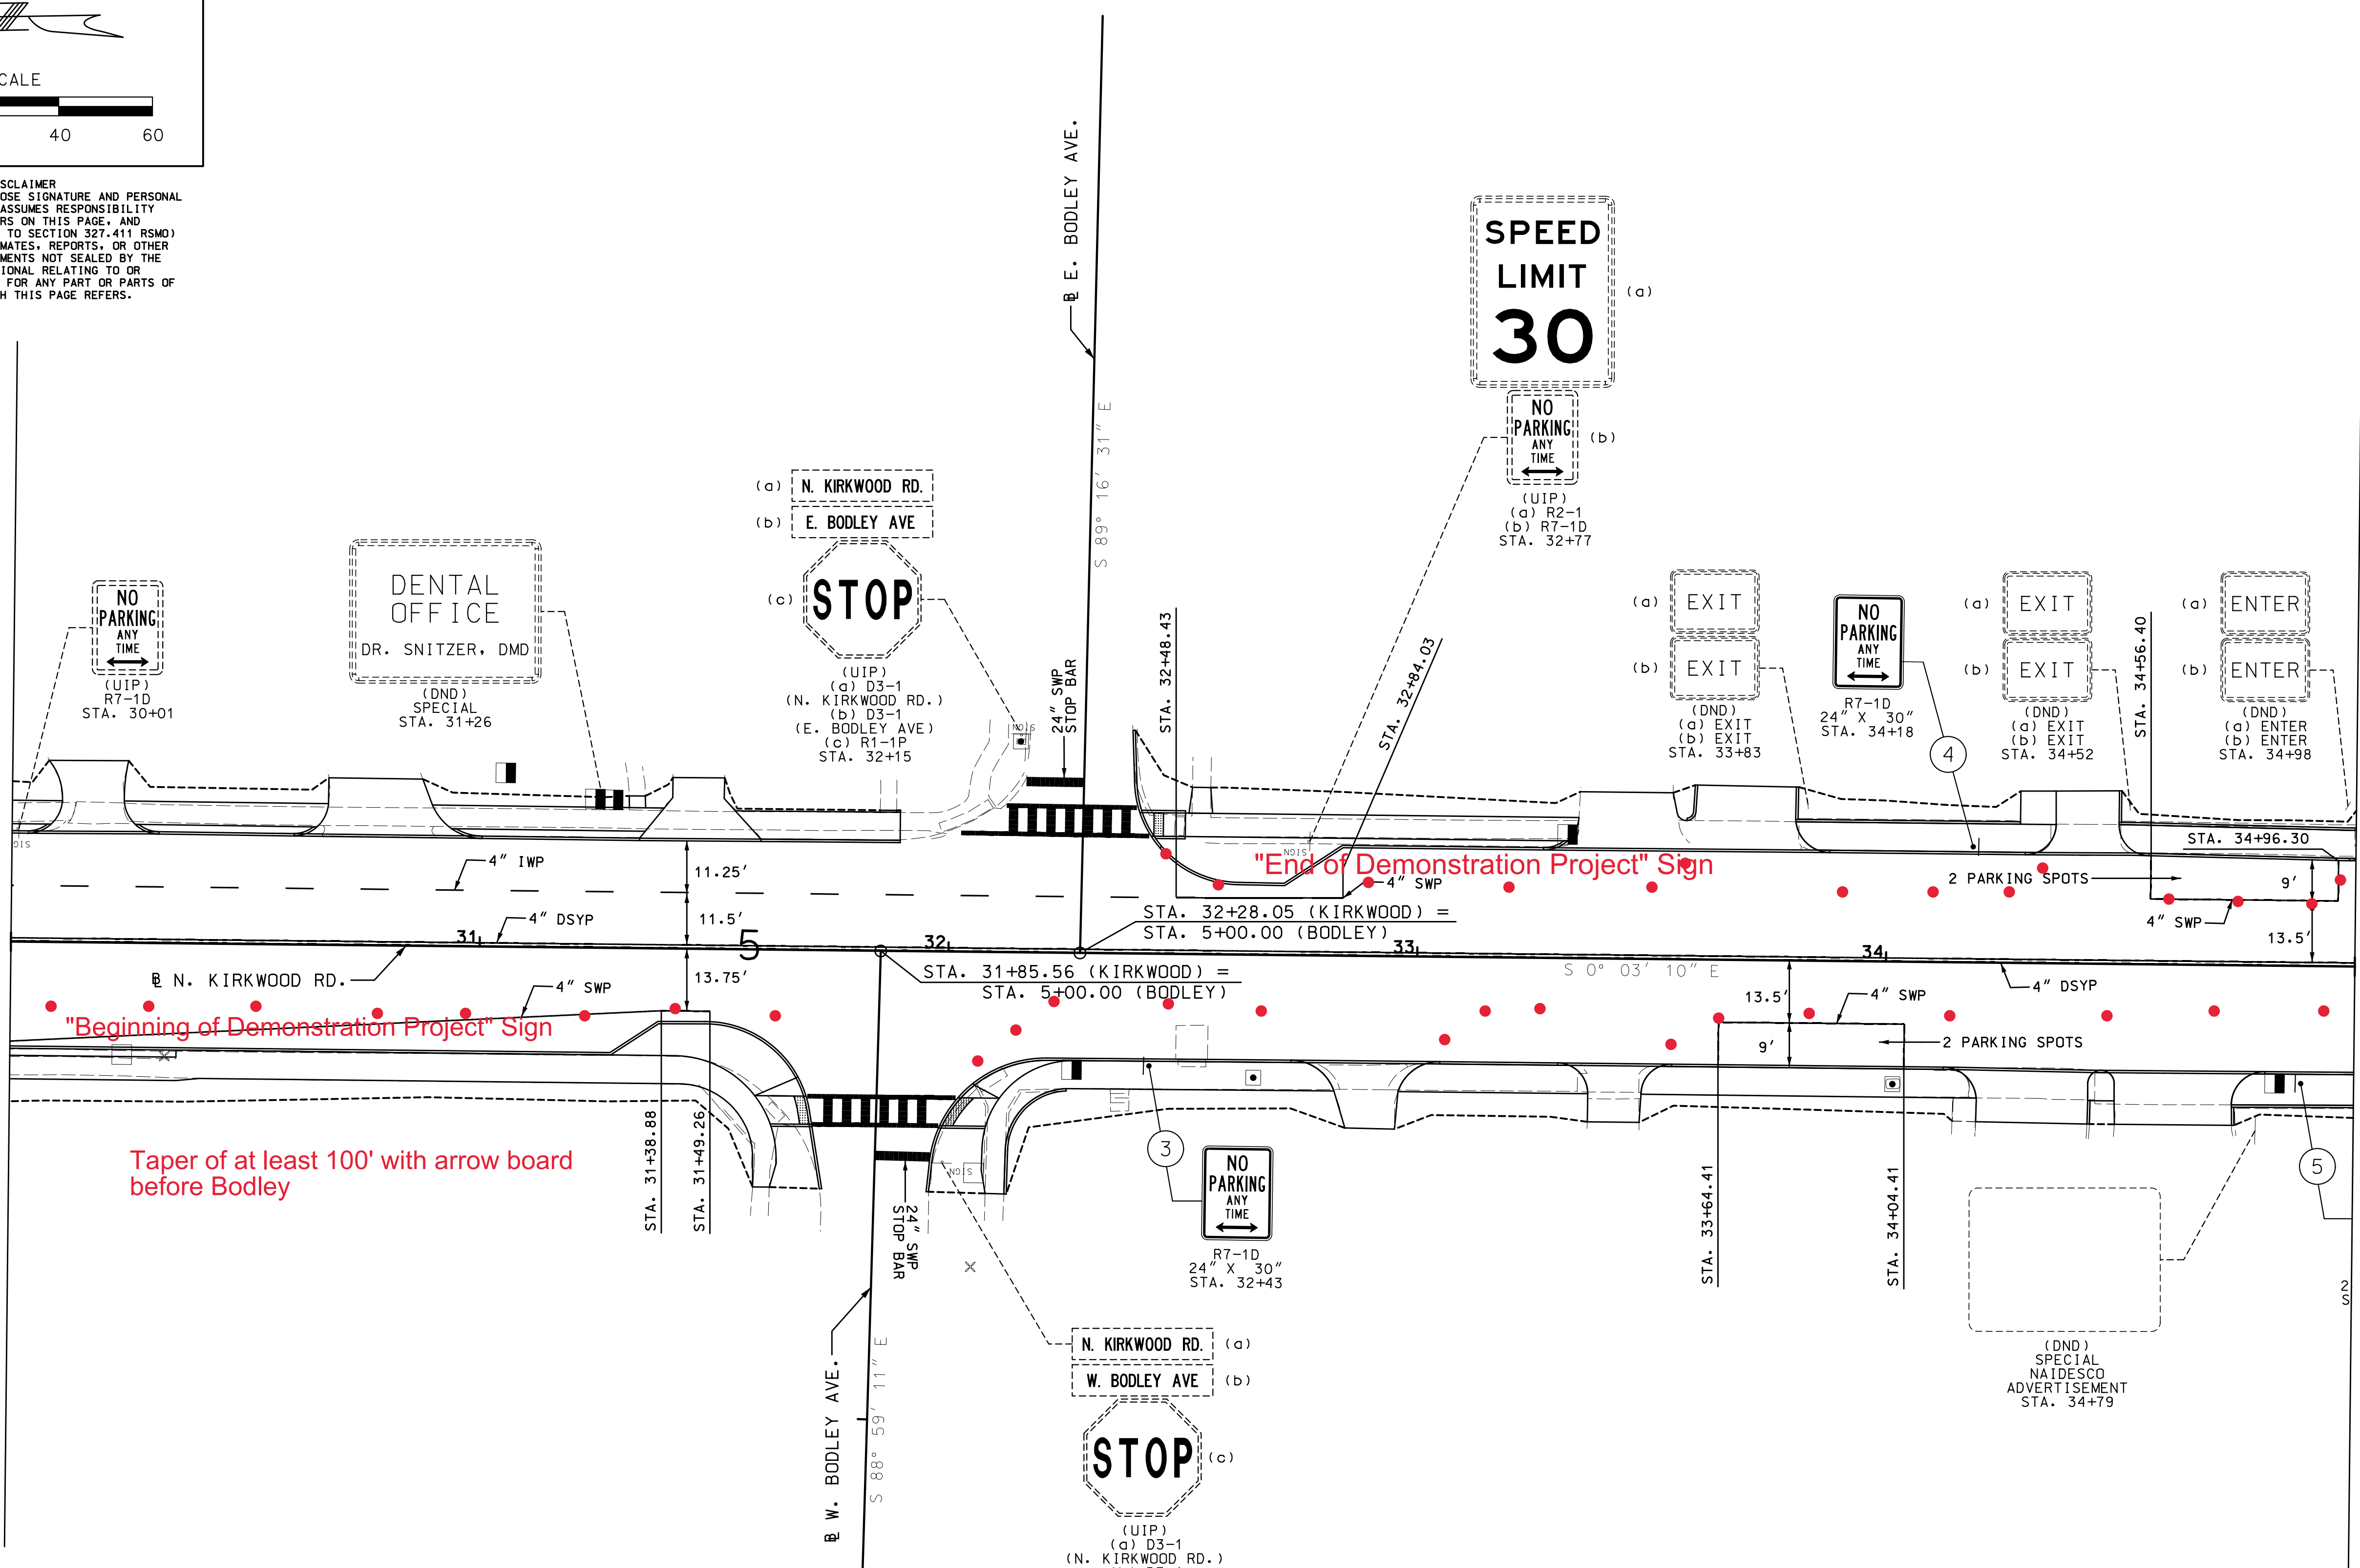 SCALE
40 60
SCLAIMER
OSE SIGNATURE AND PERSONAL
ASSUMES RESPONSIBILITY
RS ON THIS PAGE, AND
TO SECTION 327.411 RSMO)
MATES, REPORTS, OR OTHER
MENTS NOT SEALED BY THE
IONAL RELATING TO OR
FOR ANY PART OR PARTS OF
H THIS PAGE REFERS.
℄ E. BODLEY AVE.
S 89° 16' 31" E
SPEED
LIMIT
30
(a)
NO
PARKING
ANY
TIME
(b)
(UIP)
(a) R2-1
(b) R7-1D
STA. 32+77
(a) N. KIRKWOOD RD.
(b) E. BODLEY AVE
(c) STOP
(UIP)
(a) D3-1
(N. KIRKWOOD RD.)
(b) D3-1
(E. BODLEY AVE)
(c) R1-1P
STA. 32+15
NO
PARKING
ANY
TIME
(UIP)
R7-1D
STA. 30+01
DENTAL
OFFICE
DR. SNITZER, DMD
(DND)
SPECIAL
STA. 31+26
24" SWP
STOP BAR
STA. 32+48.43
STA. 32+84.03
(a) EXIT
(b) EXIT
(DND)
(a) EXIT
(b) EXIT
STA. 33+83
NO
PARKING
ANY
TIME
R7-1D
24" X 30"
STA. 34+18
4
(a) EXIT
(b) EXIT
(DND)
(a) EXIT
(b) EXIT
STA. 34+52
STA. 34+56.40
(a) ENTER
(b) ENTER
(DND)
(a) ENTER
(b) ENTER
STA. 34+98
SIGN
SIGN
STA. 34+96.30
4" IWP
11.25'
"End of Demonstration Project" Sign
4" SWP
2 PARKING SPOTS
9'
4" SWP
13.5'
11.5'
4" DSYP
31
5
32
STA. 32+28.05 (KIRKWOOD) =
STA. 5+00.00 (BODLEY)
33
34
℄ N. KIRKWOOD RD.
4" SWP
13.75'
STA. 31+85.56 (KIRKWOOD) =
STA. 5+00.00 (BODLEY)
S 0° 03' 10" E
13.5'
4" SWP
4" DSYP
"Beginning of Demonstration Project" Sign
9'
2 PARKING SPOTS
Taper of at least 100' with arrow board
before Bodley
STA. 31+38.88
STA. 31+49.26
24" SWP
STOP BAR
SIGN
3
NO
PARKING
ANY
TIME
R7-1D
24" X 30"
STA. 32+43
STA. 33+64.41
STA. 34+04.41
5
2
S
(DND)
SPECIAL
NAIDESCO
ADVERTISEMENT
STA. 34+79
℄ W. BODLEY AVE.
S 88° 59' 11" E
N. KIRKWOOD RD. (a)
W. BODLEY AVE (b)
STOP (c)
(UIP)
(a) D3-1
(N. KIRKWOOD RD.)